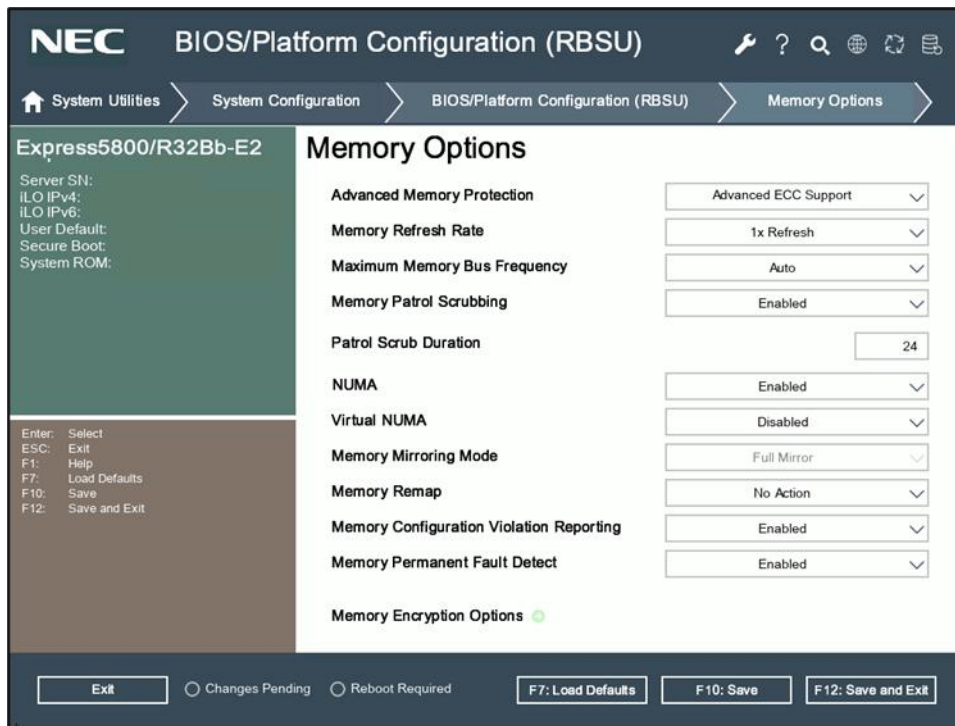 NEC BIOS/Platform Configuration (RBSU)
System Utilities System Configuration BIOS/Platform Configuration (RBSU) Memory Options
Express5800/R32Bb-E2
Server SN:
iLO IPv4:
iLO IPv6:
User Default:
Secure Boot:
System ROM:
Enter: Select
ESC: Exit
F1: Help
F7: Load Defaults
F10: Save
F12: Save and Exit
Memory Options
Advanced Memory Protection Advanced ECC Support
Memory Refresh Rate 1x Refresh
Maximum Memory Bus Frequency Auto
Memory Patrol Scrubbing Enabled
Patrol Scrub Duration 24
NUMA Enabled
Virtual NUMA Disabled
Memory Mirroring Mode Full Mirror
Memory Remap No Action
Memory Configuration Violation Reporting Enabled
Memory Permanent Fault Detect Enabled
Memory Encryption Options
Exit Changes Pending Reboot Required F7: Load Defaults F10: Save F12: Save and Exit